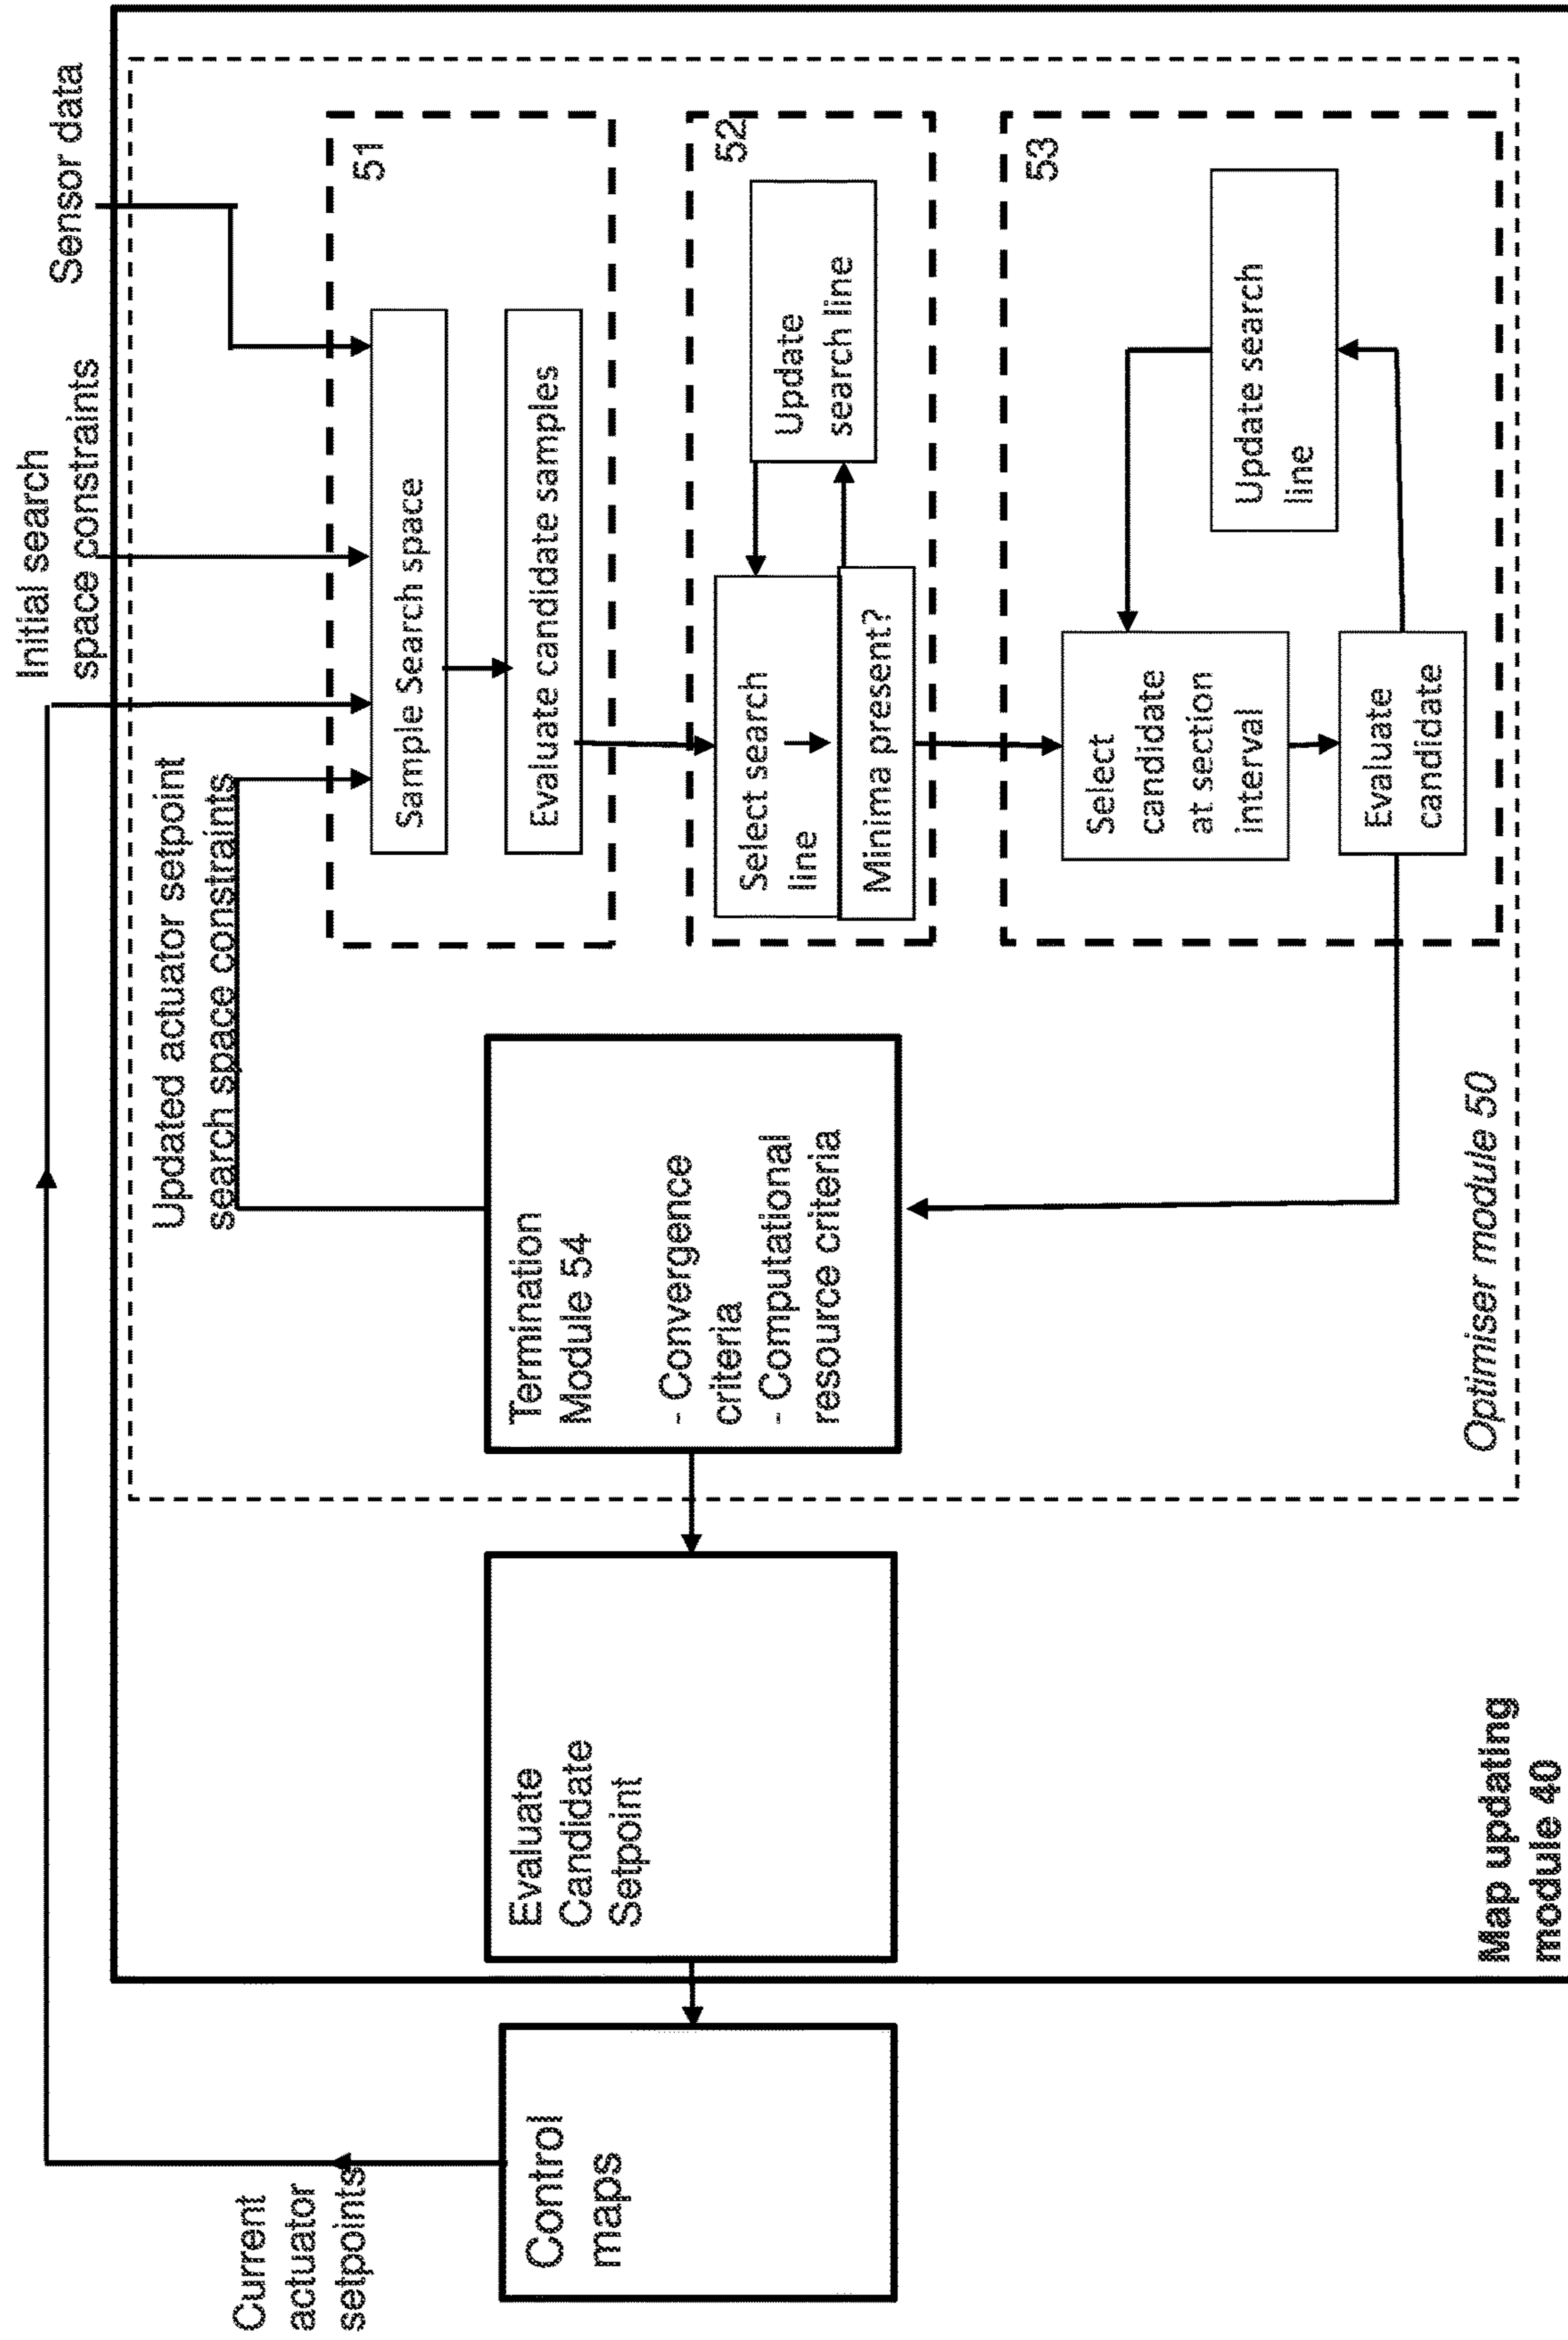 Current
actuator
setpoints
Control
maps
Initial search
space constraints
Sensor data
Updated actuator setpoint
search space constraints
51
Sample Search space
Evaluate candidate samples
52
Select search
line
Minima present?
Update
search line
53
Select
candidate
at section
interval
Evaluate
candidate
Update search
line
Termination
Module 54
- Convergence
criteria
- Computational
resource criteria
Evaluate
Candidate
Setpoint
Optimiser module 50
Map updating
module 40